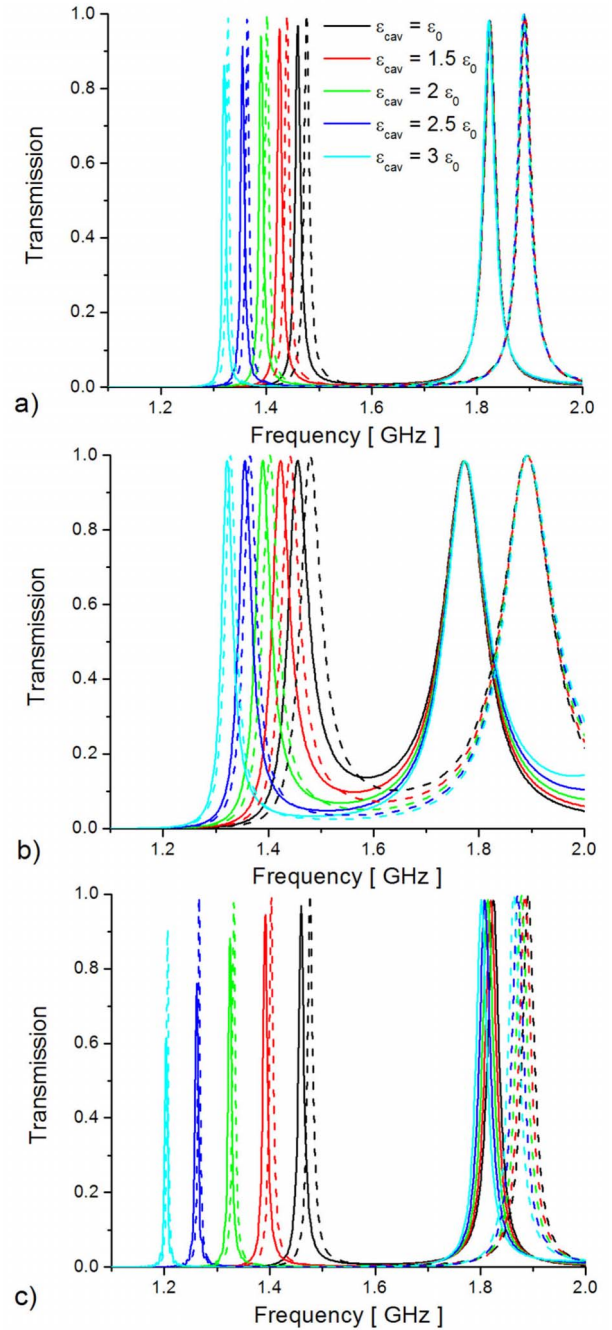 1.0
0.8
0.6
0.4
0.2
0.0
Transmission
ε_cav = ε_0
ε_cav = 1.5 ε_0
ε_cav = 2 ε_0
ε_cav = 2.5 ε_0
ε_cav = 3 ε_0
1.2 1.4 1.6 1.8 2.0
Frequency [ GHz ]
a)
1.0
0.8
0.6
0.4
0.2
0.0
Transmission
1.2 1.4 1.6 1.8 2.0
Frequency [ GHz ]
b)
1.0
0.8
0.6
0.4
0.2
0.0
Transmission
1.2 1.4 1.6 1.8 2.0
Frequency [ GHz ]
c)